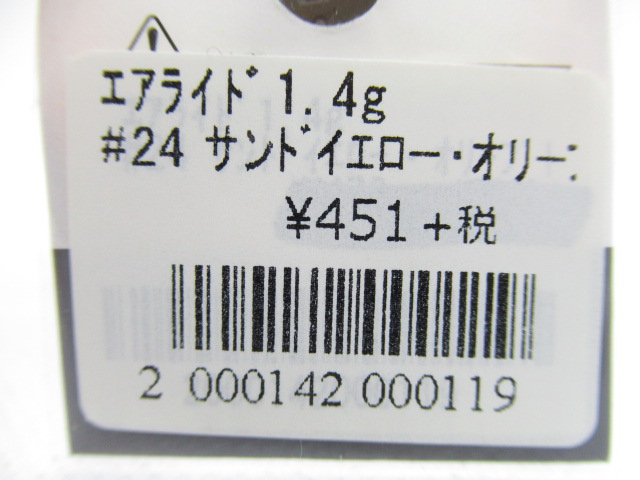 ｴｱﾗｲﾄﾞ1.4g
#24 ｻﾝﾄﾞｲｴﾛｰ･ｵﾘｰ
¥451+税
2 000142 000119